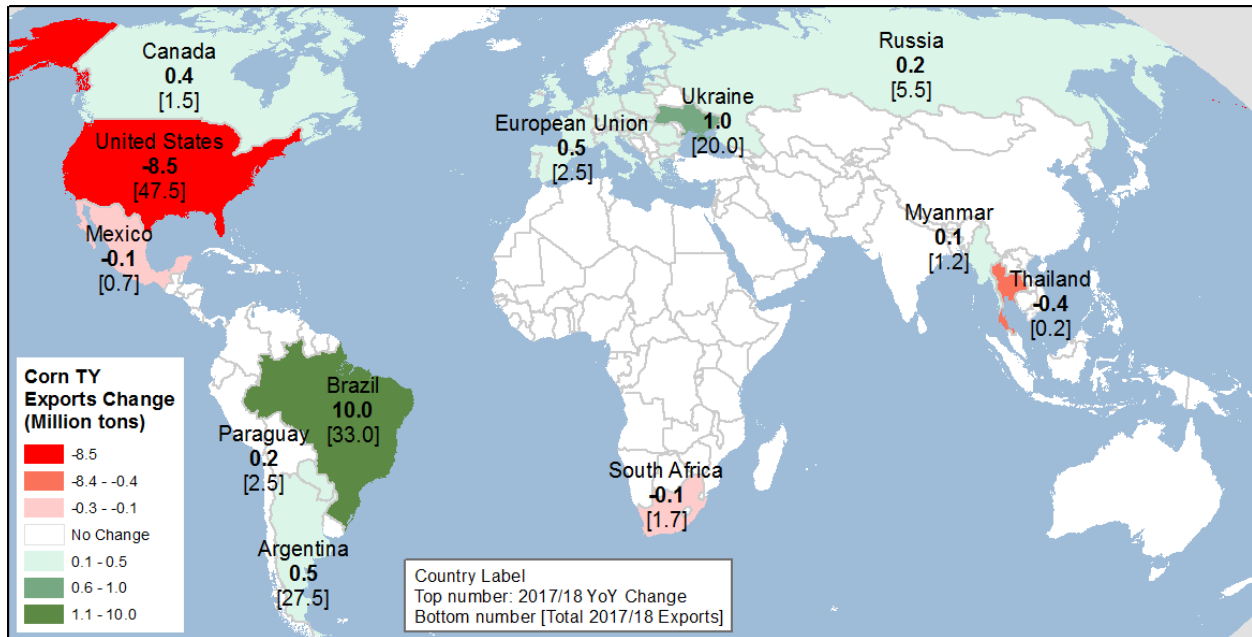 Canada
0.4
[1.5]
Russia
0.2
[5.5]
United States
-8.5
[47.5]
European Union
0.5
[2.5]
Ukraine
1.0
[20.0]
Mexico
-0.1
[0.7]
Myanmar
0.1
[1.2]
Thailand
-0.4
[0.2]
Brazil
10.0
[33.0]
Paraguay
0.2
[2.5]
South Africa
-0.1
[1.7]
Argentina
0.5
[27.5]
Corn TY
Exports Change
(Million tons)
-8.5
-8.4 - -0.4
-0.3 - -0.1
No Change
0.1 - 0.5
0.6 - 1.0
1.1 - 10.0
Country Label
Top number: 2017/18 YoY Change
Bottom number [Total 2017/18 Exports]